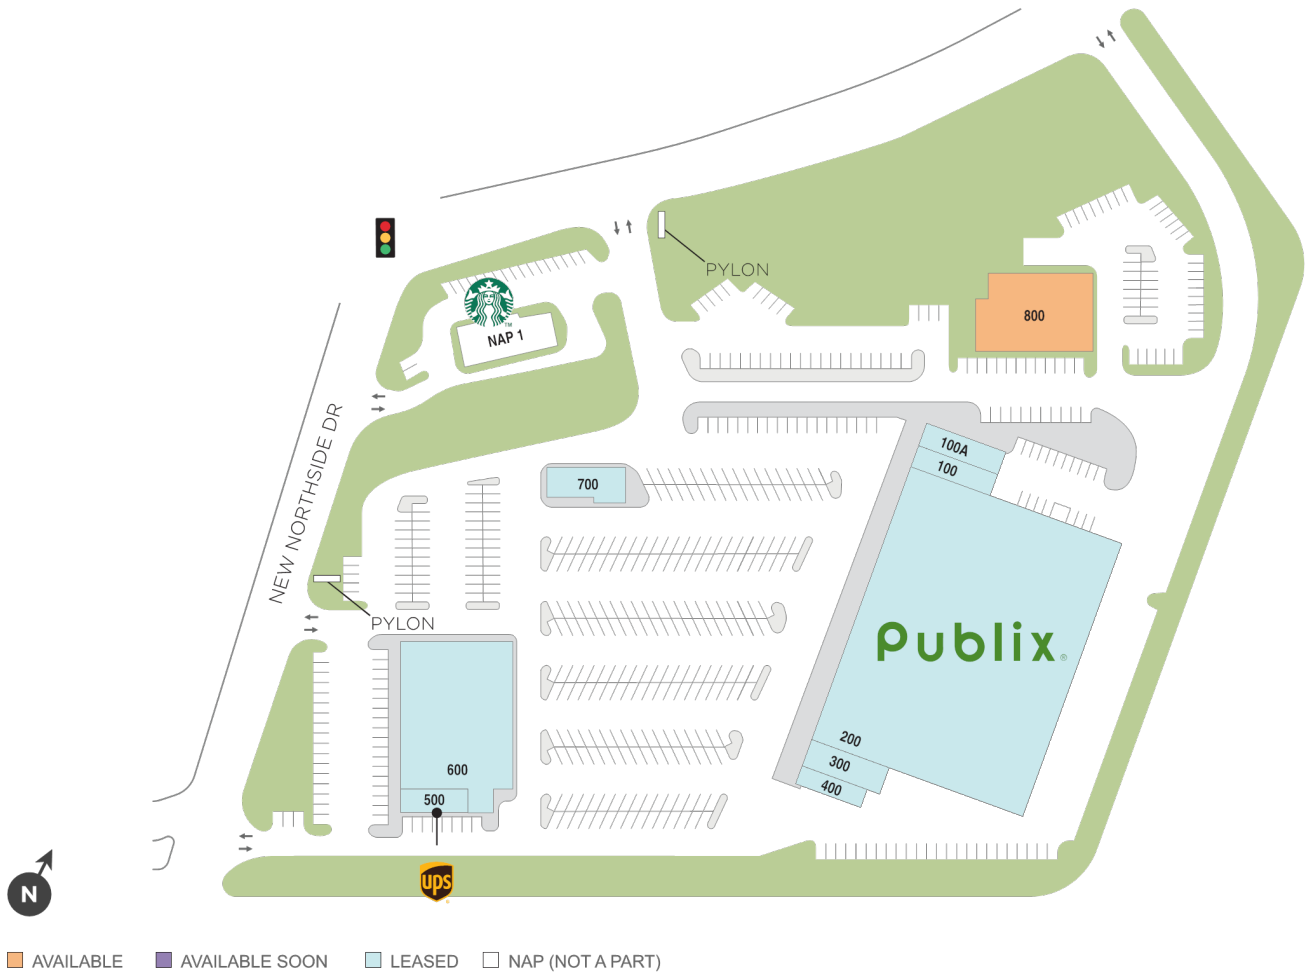 PYLON
TM
NAP 1
800
NEW NORTHSIDE DR
100A
100
700
PYLON
Publix®
200
300
400
600
500
ups
N
AVAILABLE
AVAILABLE SOON
LEASED
NAP (NOT A PART)